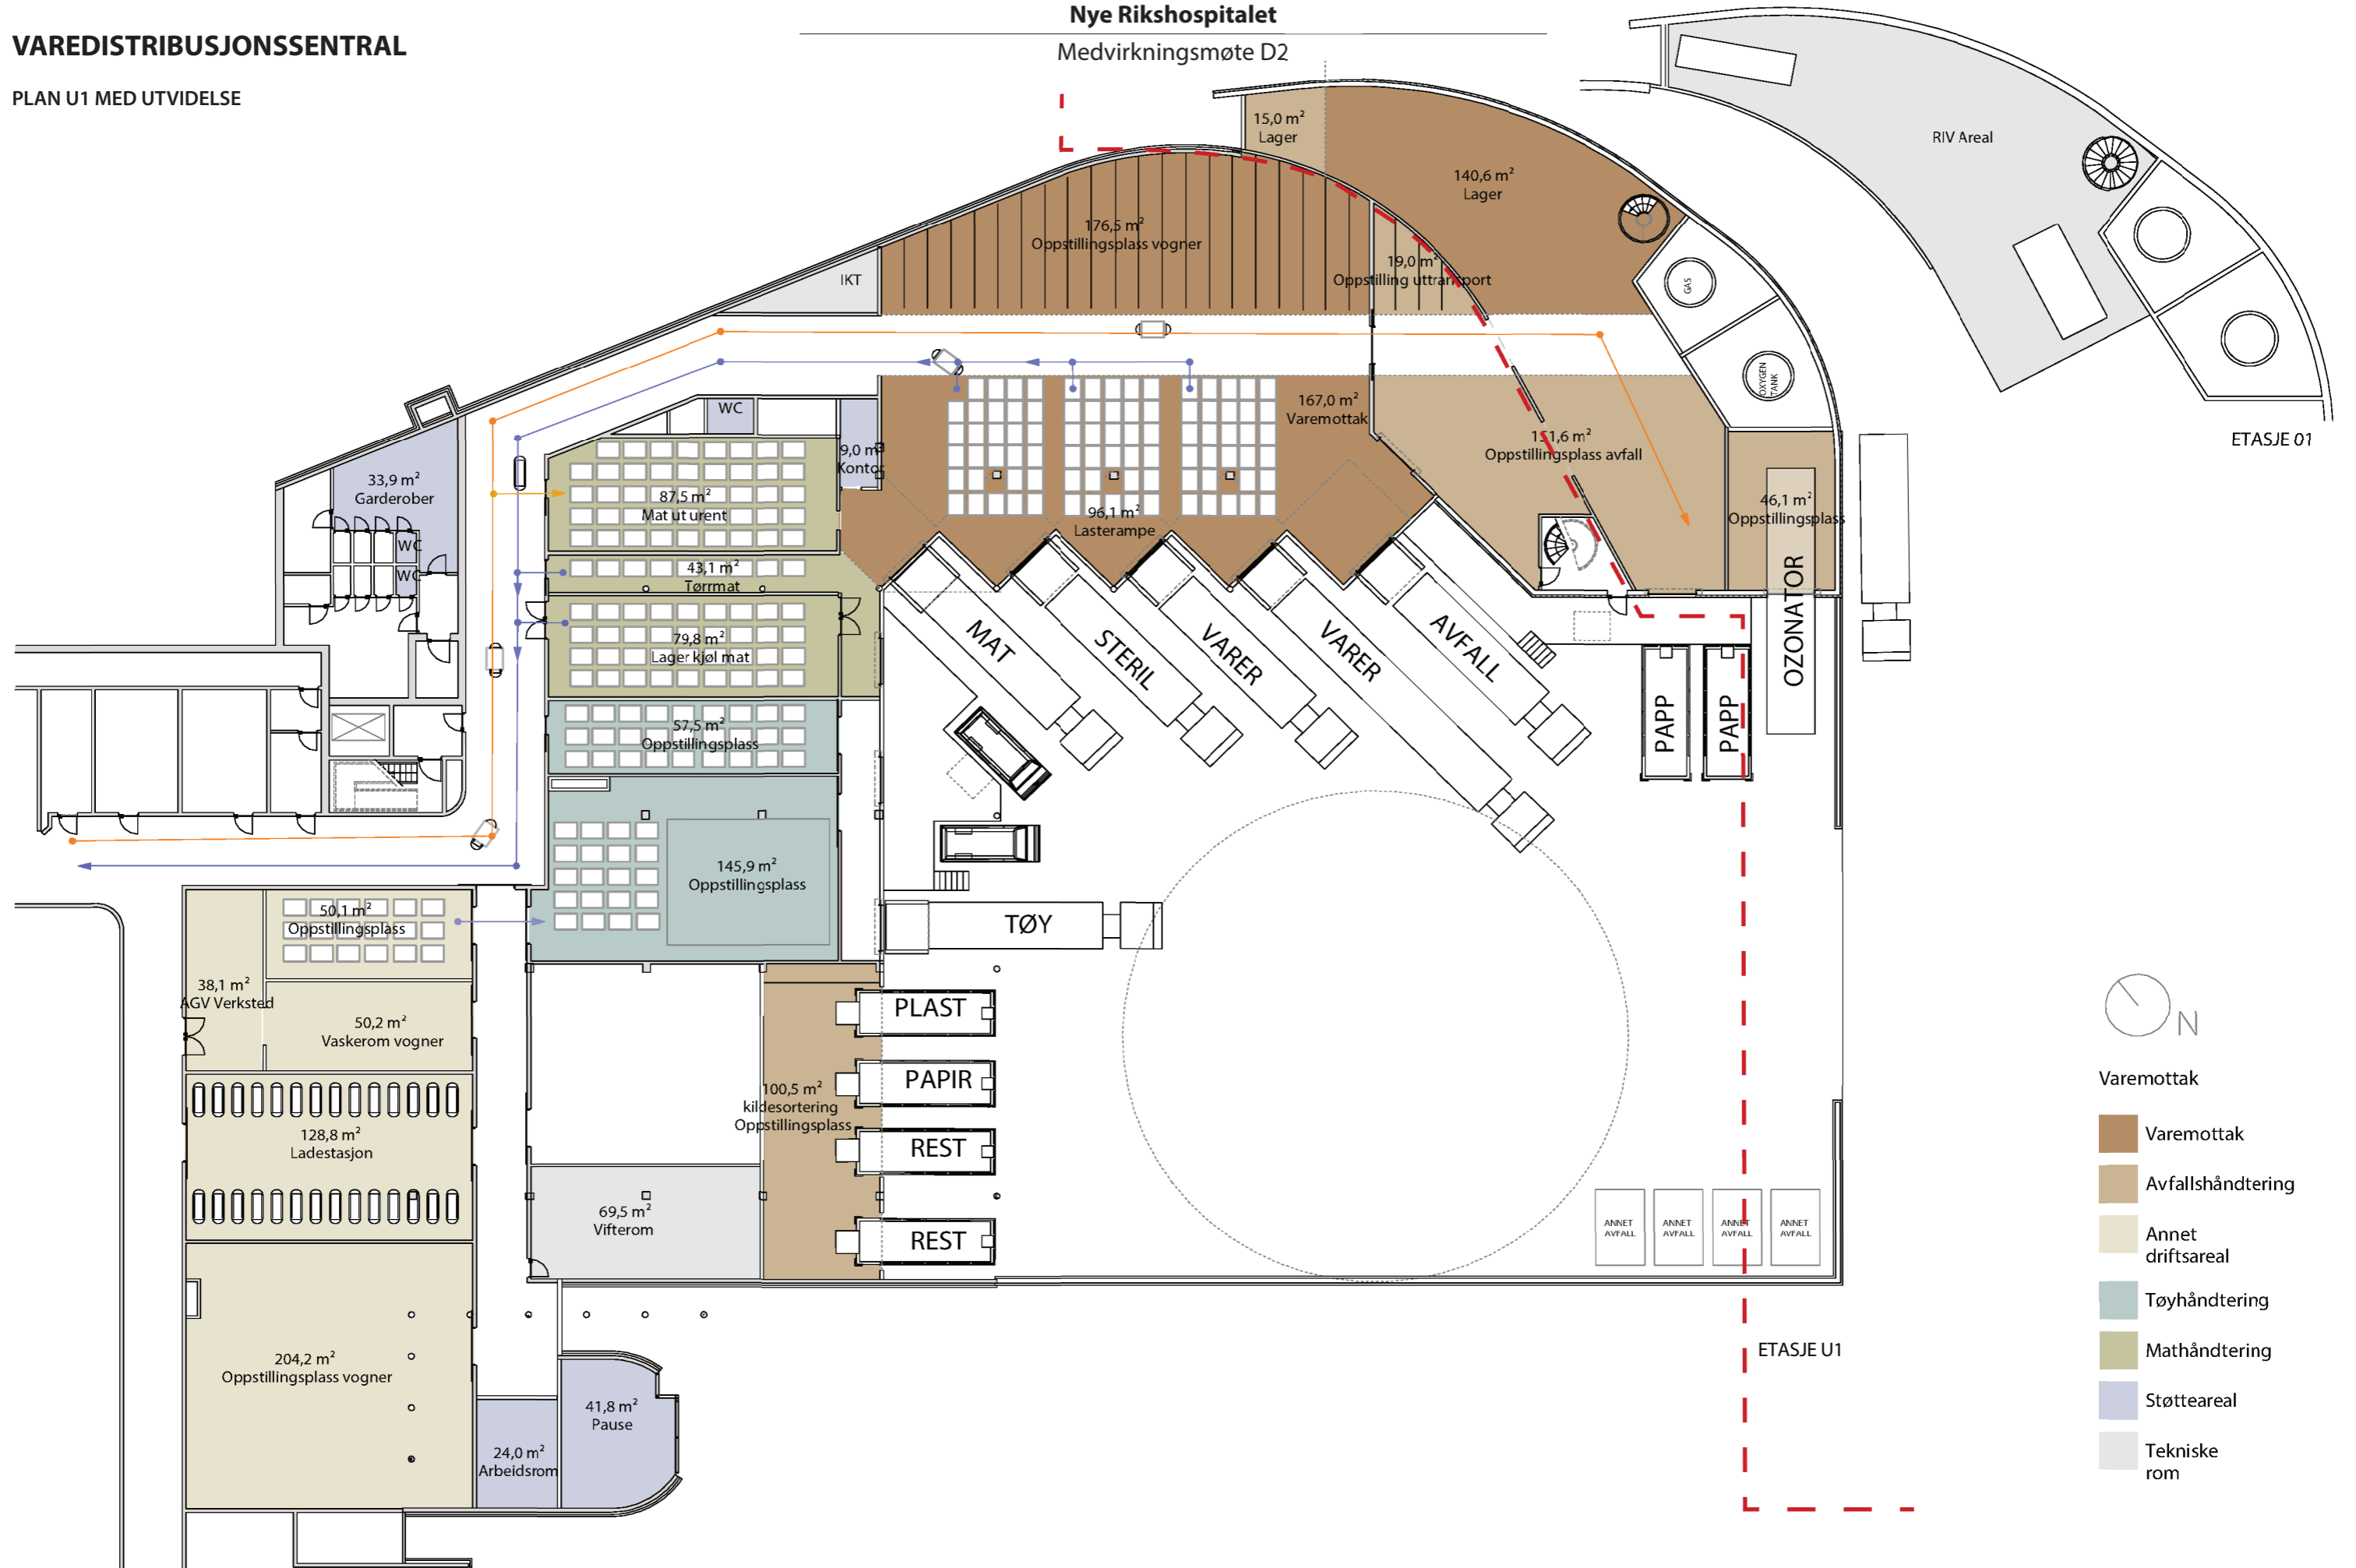 Nye Rikshospitalet
VAREDISTRIBUSJONSSENTRAL
Medvirkningsmøte D2
PLAN U1 MED UTVIDELSE
15,0 m²
Lager
RIV Areal
140,6 m²
Lager
176,5 m²
Oppstillingsplass vogner
19,0 m²
Oppstilling uttransport
IKT
GAS
OXYGEN
TANK
ETASJE 01
WC
167,0 m²
Varemottak
9,0 m²
Kontor
151,6 m²
Oppstillingsplass avfall
33,9 m²
Garderober
WC
WC
87,5 m²
Mat ut urent
96,1 m²
Lasterampe
46,1 m²
Oppstillingsplass
43,1 m²
Tørrmat
79,8 m²
Lager kjøl mat
MAT
STERIL
VARER
VARER
AVFALL
PAPP
PAPP
OZONATOR
57,5 m²
Oppstillingsplass
145,9 m²
Oppstillingsplass
TØY
50,1 m²
Oppstillingsplass
38,1 m²
AGV Verksted
50,2 m²
Vaskerom vogner
PLAST
PAPIR
REST
REST
100,5 m²
kildesortering
Oppstillingsplass
128,8 m²
Ladestasjon
69,5 m²
Vifterom
ANNET
AVFALL
ANNET
AVFALL
ANNET
AVFALL
ANNET
AVFALL
204,2 m²
Oppstillingsplass vogner
41,8 m²
Pause
24,0 m²
Arbeidsrom
ETASJE U1
N
Varemottak
Varemottak
Avfallshåndtering
Annet
driftsareal
Tøyhåndtering
Mathåndtering
Støtteareal
Tekniske
rom